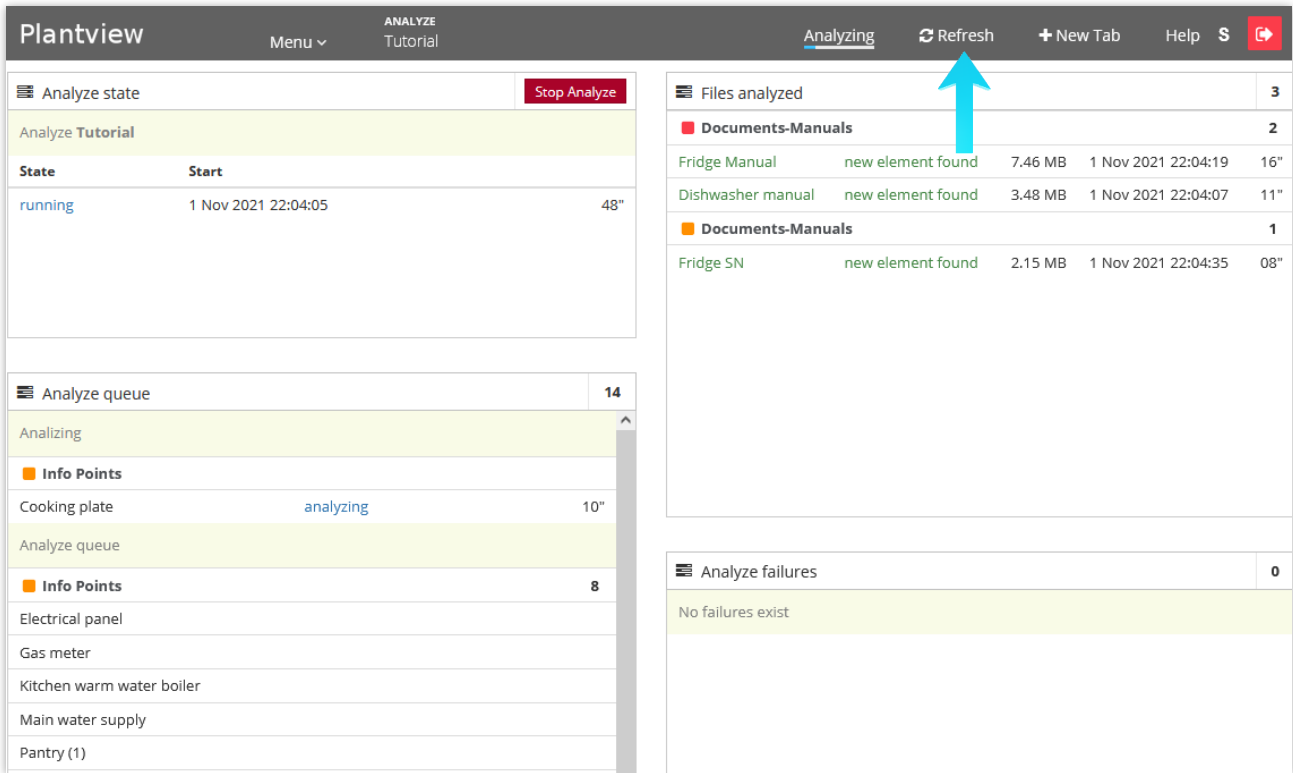 Plantview
Menu
ANALYZE
Tutorial
Analyzing
Refresh
New Tab
Help
S
Analyze state
Stop Analyze
Analyze Tutorial
State Start
running 1 Nov 2021 22:04:05 48"
Analyze queue 14
Analizing
Info Points
Cooking plate analyzing 10"
Analyze queue
Info Points 8
Electrical panel
Gas meter
Kitchen warm water boiler
Main water supply
Pantry (1)
Files analyzed 3
Documents-Manuals 2
Fridge Manual new element found 7.46 MB 1 Nov 2021 22:04:19 16"
Dishwasher manual new element found 3.48 MB 1 Nov 2021 22:04:07 11"
Documents-Manuals 1
Fridge SN new element found 2.15 MB 1 Nov 2021 22:04:35 08"
Analyze failures 0
No failures exist